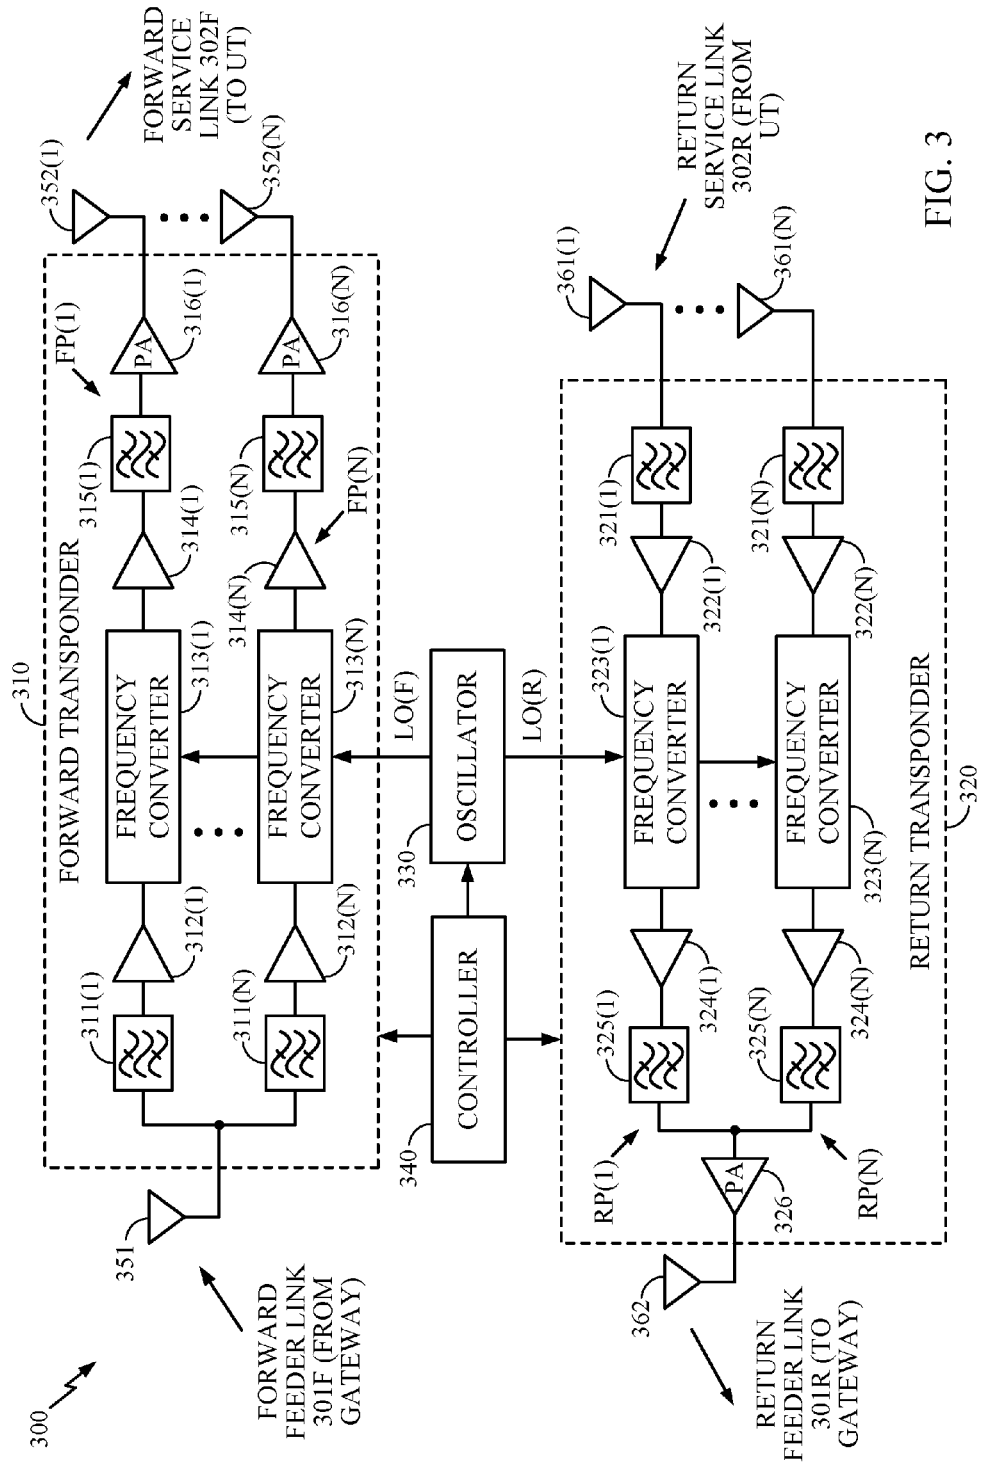 300
FORWARD
FEEDER LINK
301F (FROM
GATEWAY)
351
310
FORWARD TRANSPONDER
311(1)
312(1)
FREQUENCY
CONVERTER
313(1)
314(1)
315(1)
FP(1)
PA
316(1)
352(1)
FORWARD
SERVICE
LINK 302F
(TO UT)
311(N)
312(N)
FREQUENCY
CONVERTER
313(N)
314(N)
315(N)
FP(N)
PA
316(N)
352(N)
LO(F)
340
CONTROLLER
330
OSCILLATOR
LO(R)
RETURN
FEEDER LINK
301R (TO
GATEWAY)
362
PA
326
RP(1)
325(1)
324(1)
FREQUENCY
CONVERTER
323(1)
322(1)
321(1)
361(1)
RETURN
SERVICE LINK
302R (FROM
UT)
RP(N)
325(N)
324(N)
FREQUENCY
CONVERTER
323(N)
322(N)
321(N)
361(N)
RETURN TRANSPONDER
320
FIG. 3